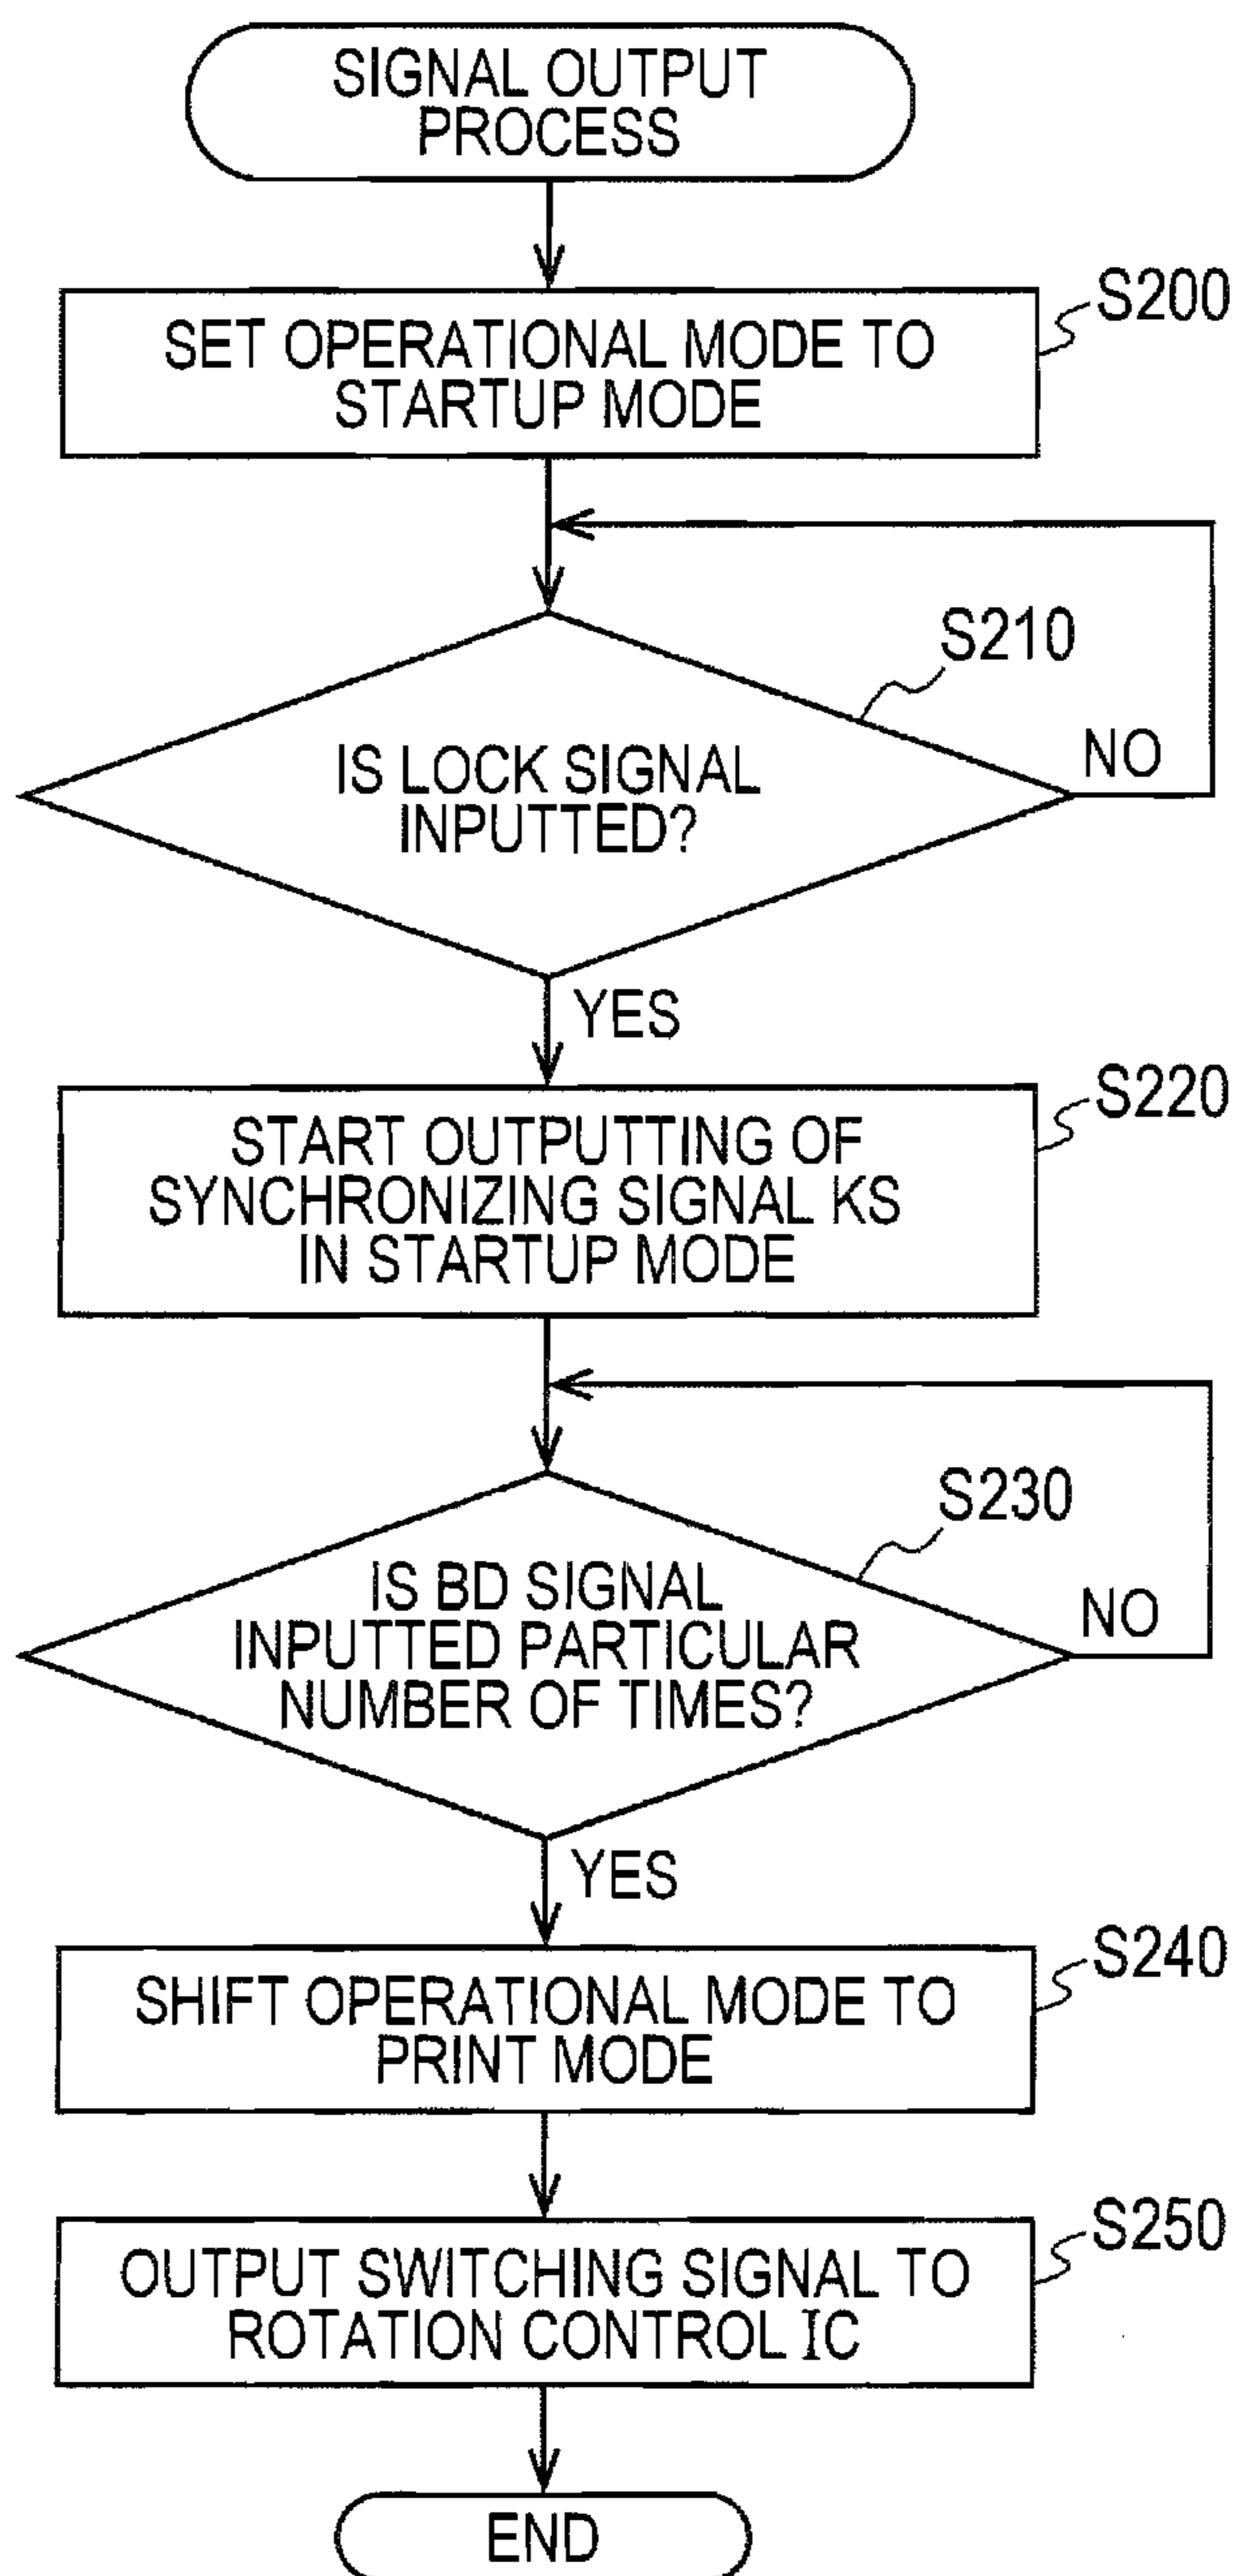 SIGNAL OUTPUT
PROCESS
S200
SET OPERATIONAL MODE TO
STARTUP MODE
S210
IS LOCK SIGNAL
INPUTTED?
NO
YES
S220
START OUTPUTTING OF
SYNCHRONIZING SIGNAL KS
IN STARTUP MODE
S230
IS BD SIGNAL
INPUTTED PARTICULAR
NUMBER OF TIMES?
NO
YES
S240
SHIFT OPERATIONAL MODE TO
PRINT MODE
S250
OUTPUT SWITCHING SIGNAL TO
ROTATION CONTROL IC
END